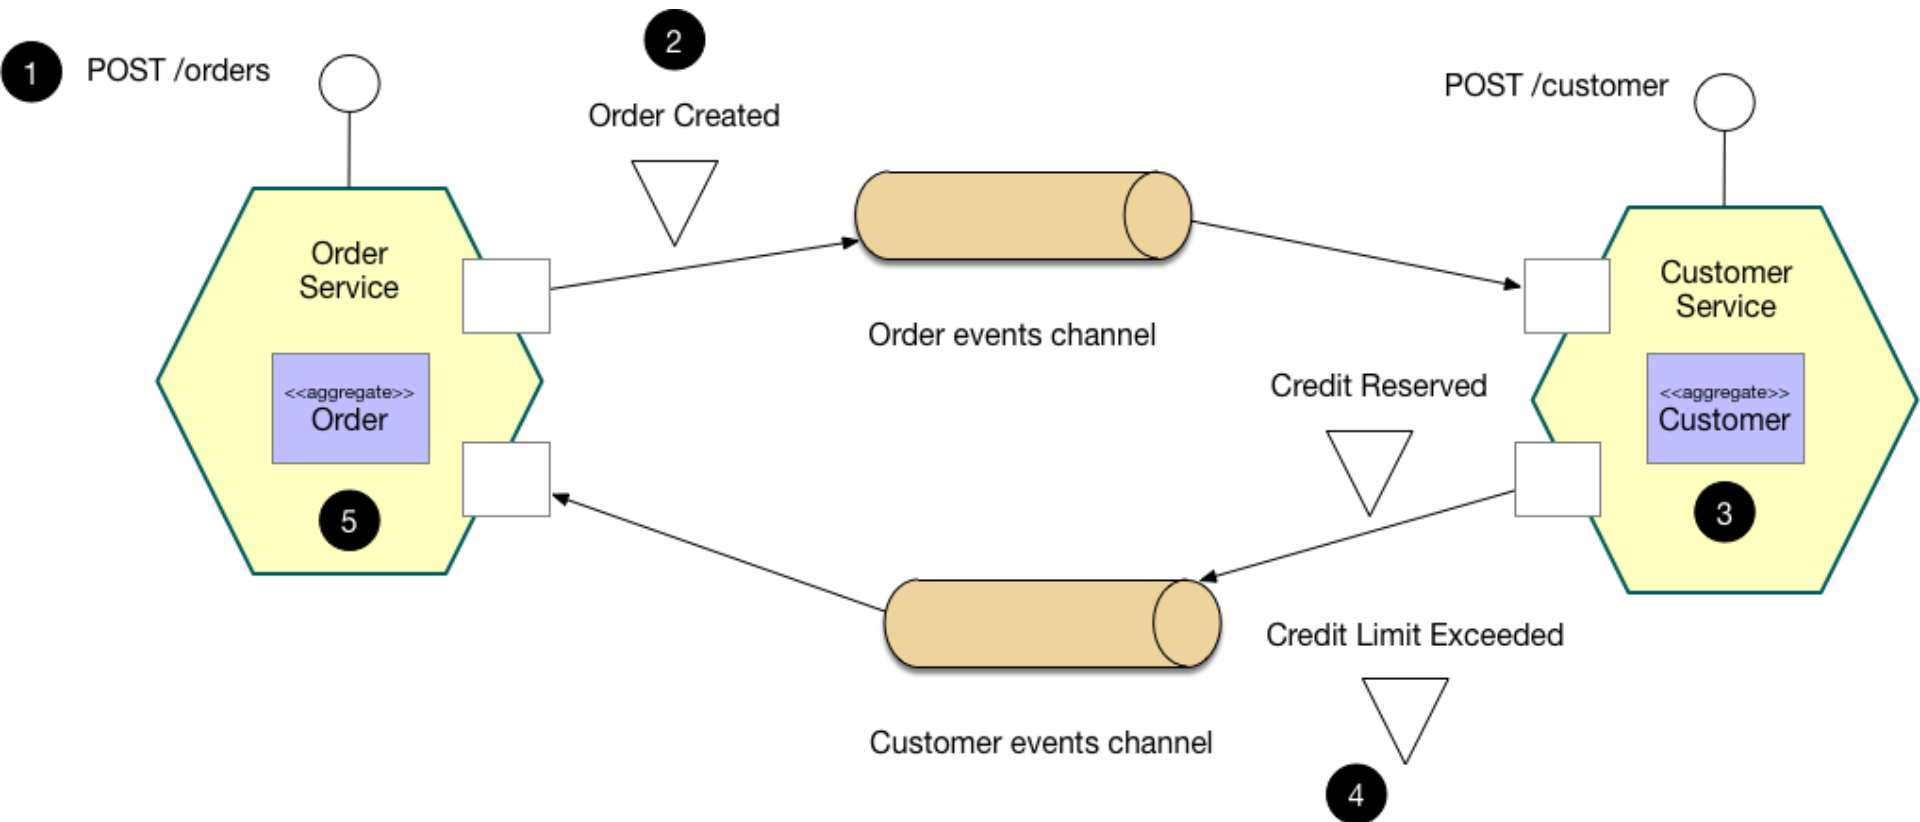 1
POST /orders
2
Order Created
POST /customer
Order
Service
<<aggregate>>
Order
5
Order events channel
Customer
Service
<<aggregate>>
Customer
3
Credit Reserved
Credit Limit Exceeded
4
Customer events channel